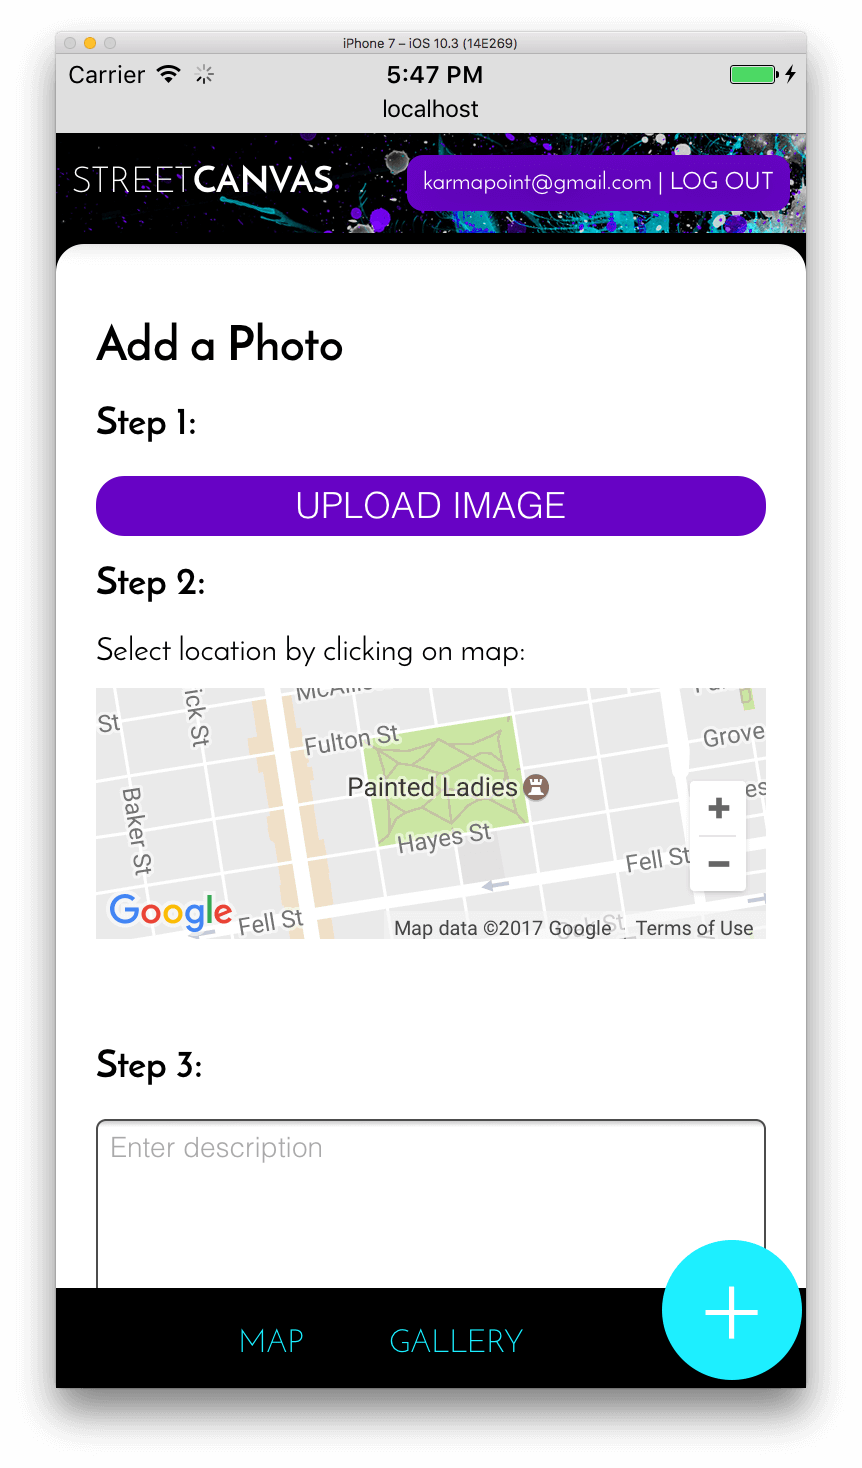 iPhone 7 – iOS 10.3 (14E269)
Carrier 5:47 PM
localhost
STREETCANVAS karmapoint@gmail.com | LOG OUT
Add a Photo
Step 1:
UPLOAD IMAGE
Step 2:
Select location by clicking on map:
St
ick St
Fulton St
Grove
Painted Ladies
Baker St
Hayes St
Fell St
Google
Fell St
Map data ©2017 Google Terms of Use
Step 3:
Enter description
MAP GALLERY